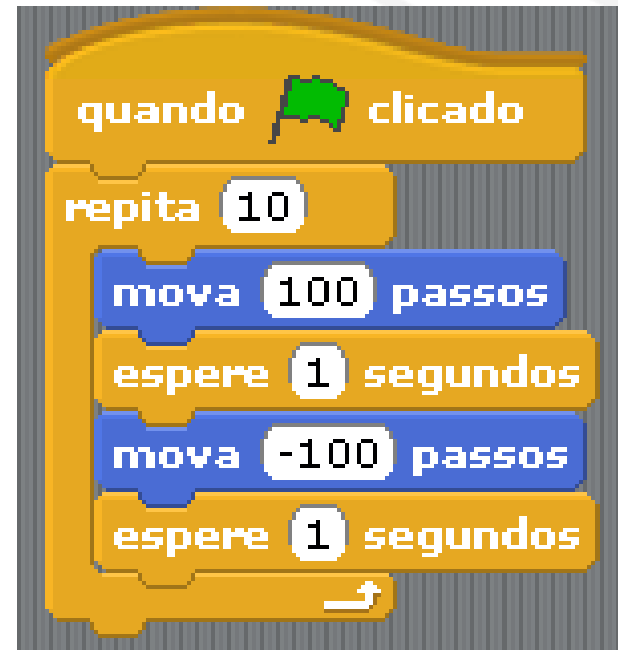 quando clicado
repita 10
mova 100 passos
espere 1 segundos
mova -100 passos
espere 1 segundos